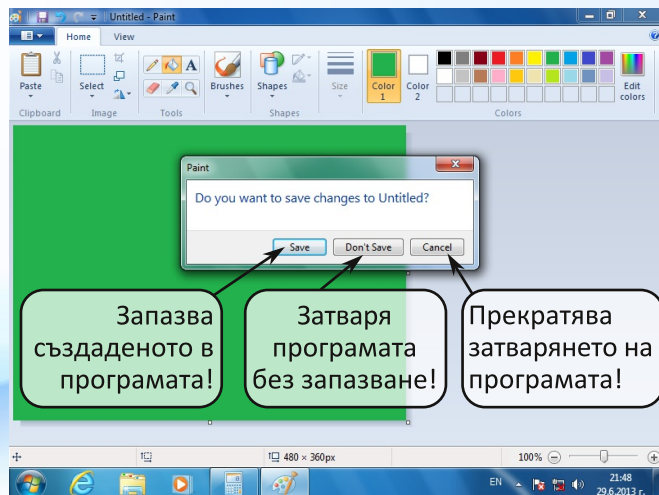 Untitled - Paint
Home View
Paste
Select
Brushes
Shapes
Size
Color 1
Color 2
Edit colors
Clipboard
Image
Tools
Shapes
Colors
Paint
Do you want to save changes to Untitled?
Save Don't Save Cancel
Запазва
създаденото в
програмата!
Затваря
програмата
без запазване!
Прекратява
затварянето на
програмата!
480 × 360px
100%
EN
21:48
29.6.2013 г.